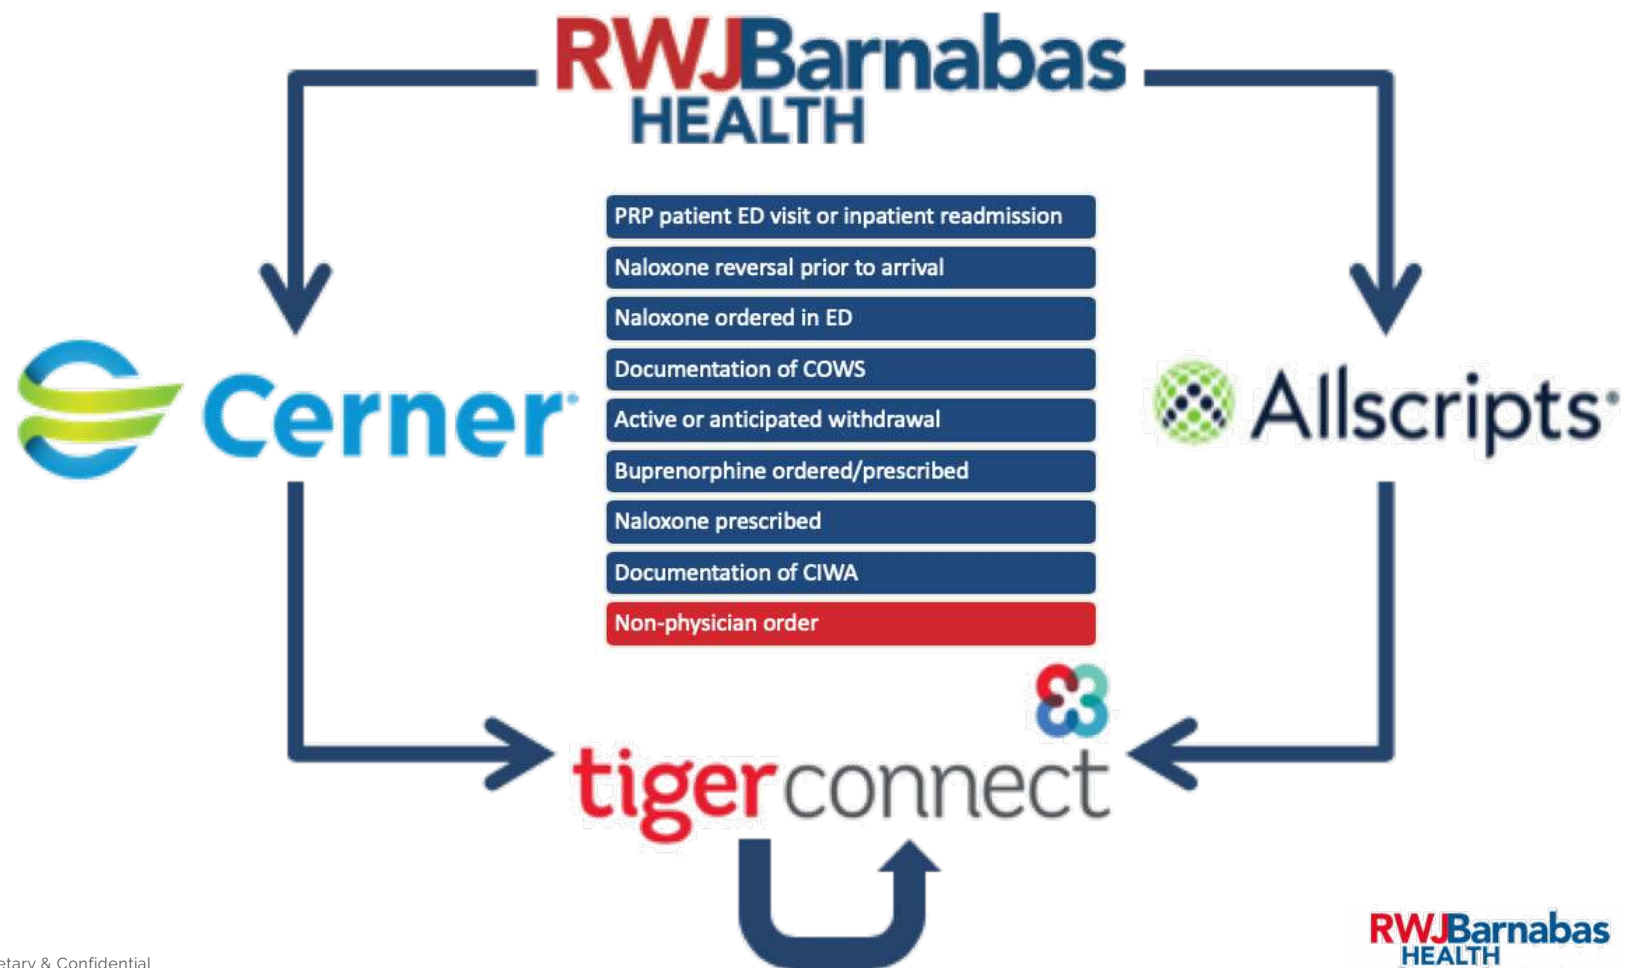 RWJBarnabas
HEALTH
PRP patient ED visit or inpatient readmission
Naloxone reversal prior to arrival
Naloxone ordered in ED
Documentation of COWS
Active or anticipated withdrawal
Buprenorphine ordered/prescribed
Naloxone prescribed
Documentation of CIWA
Non-physician order
Cerner
Allscripts
tigerconnect
RWJBarnabas
HEALTH
& Confidential